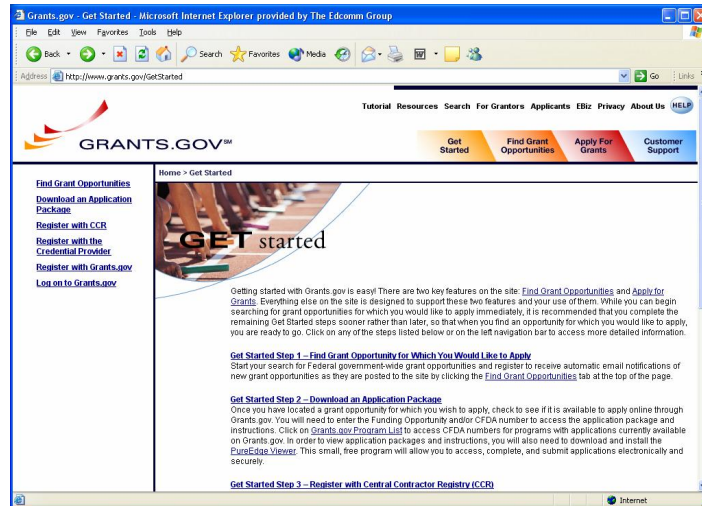 Grants.gov - Get Started - Microsoft Internet Explorer provided by The Edcomm Group
File Edit View Favorites Tools Help
Back Search Favorites Media
Address http://www.grants.gov/GetStarted Go Links
Tutorial Resources Search For Grantors Applicants EBiz Privacy About Us HELP
GRANTS.GOV℠
Get Started
Find Grant Opportunities
Apply For Grants
Customer Support
Home > Get Started
Find Grant Opportunities
Download an Application
Package
Register with CCR
Register with the
Credential Provider
Register with Grants.gov
Log on to Grants.gov
GET started
Getting started with Grants.gov is easy! There are two key features on the site: Find Grant Opportunities and Apply for
Grants. Everything else on the site is designed to support these two features and your use of them. While you can begin
searching for grant opportunities for which you would like to apply immediately, it is recommended that you complete the
remaining Get Started steps sooner rather than later, so that when you find an opportunity for which you would like to apply,
you are ready to go. Click on any of the steps listed below or on the left navigation bar to access more detailed information.
Get Started Step 1 – Find Grant Opportunity for Which You Would Like to Apply
Start your search for Federal government-wide grant opportunities and register to receive automatic email notifications of
new grant opportunities as they are posted to the site by clicking the Find Grant Opportunities tab at the top of the page.
Get Started Step 2 – Download an Application Package
Once you have located a grant opportunity for which you wish to apply, check to see if it is available to apply online through
Grants.gov. You will need to enter the Funding Opportunity and/or CFDA number to access the application package and
instructions. Click on Grants.gov Program List to access CFDA numbers for programs with applications currently available
on Grants.gov. In order to view application packages and instructions, you will also need to download and install the
PureEdge Viewer. This small, free program will allow you to access, complete, and submit applications electronically and
securely.
Get Started Step 3 – Register with Central Contractor Registry (CCR)
Internet